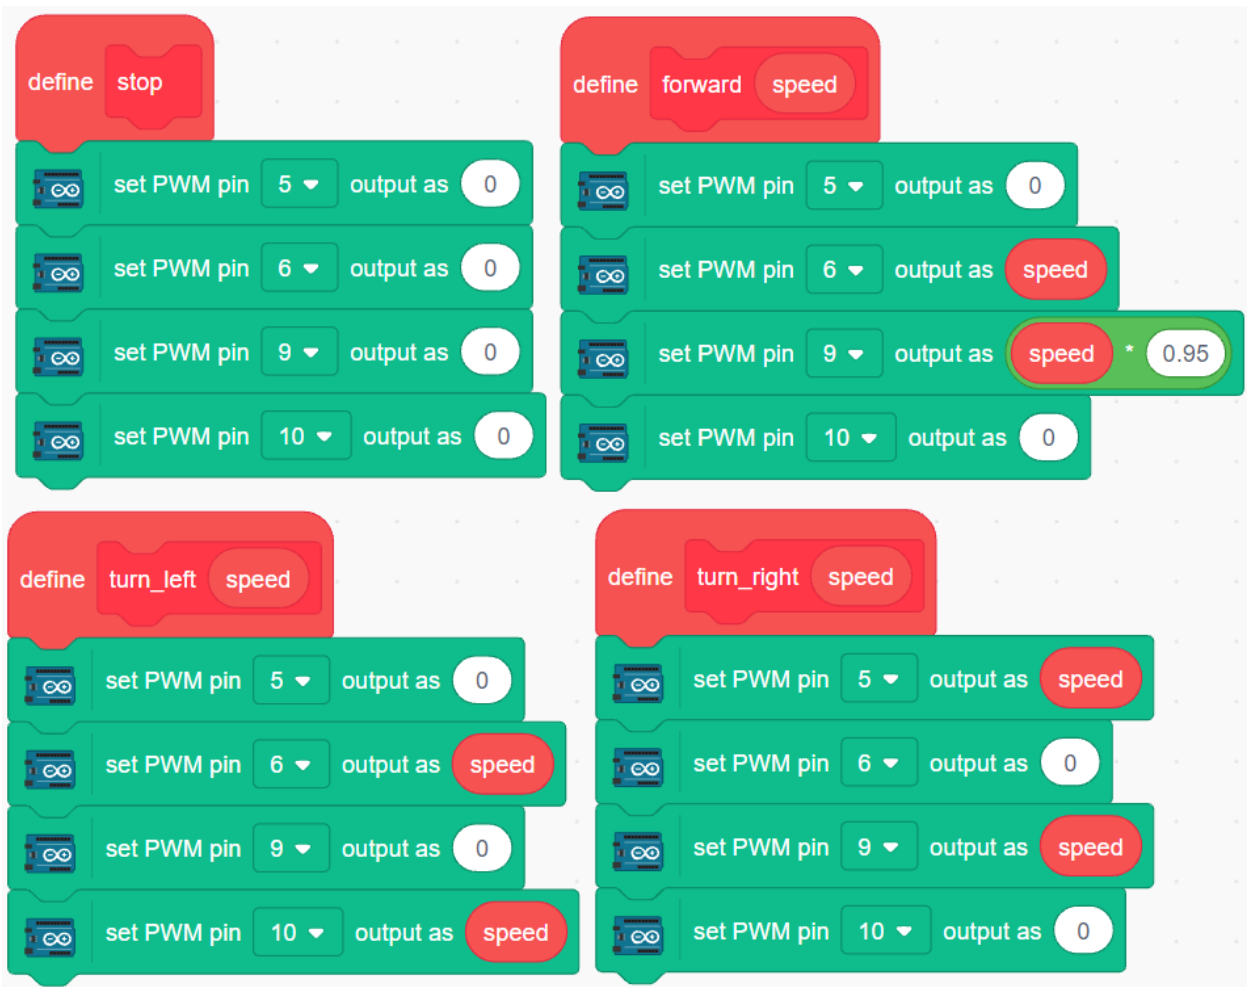 define stop
set PWM pin 5 output as 0
set PWM pin 6 output as 0
set PWM pin 9 output as 0
set PWM pin 10 output as 0
define forward speed
set PWM pin 5 output as 0
set PWM pin 6 output as speed
set PWM pin 9 output as speed * 0.95
set PWM pin 10 output as 0
define turn_left speed
set PWM pin 5 output as 0
set PWM pin 6 output as speed
set PWM pin 9 output as 0
set PWM pin 10 output as speed
define turn_right speed
set PWM pin 5 output as speed
set PWM pin 6 output as 0
set PWM pin 9 output as speed
set PWM pin 10 output as 0